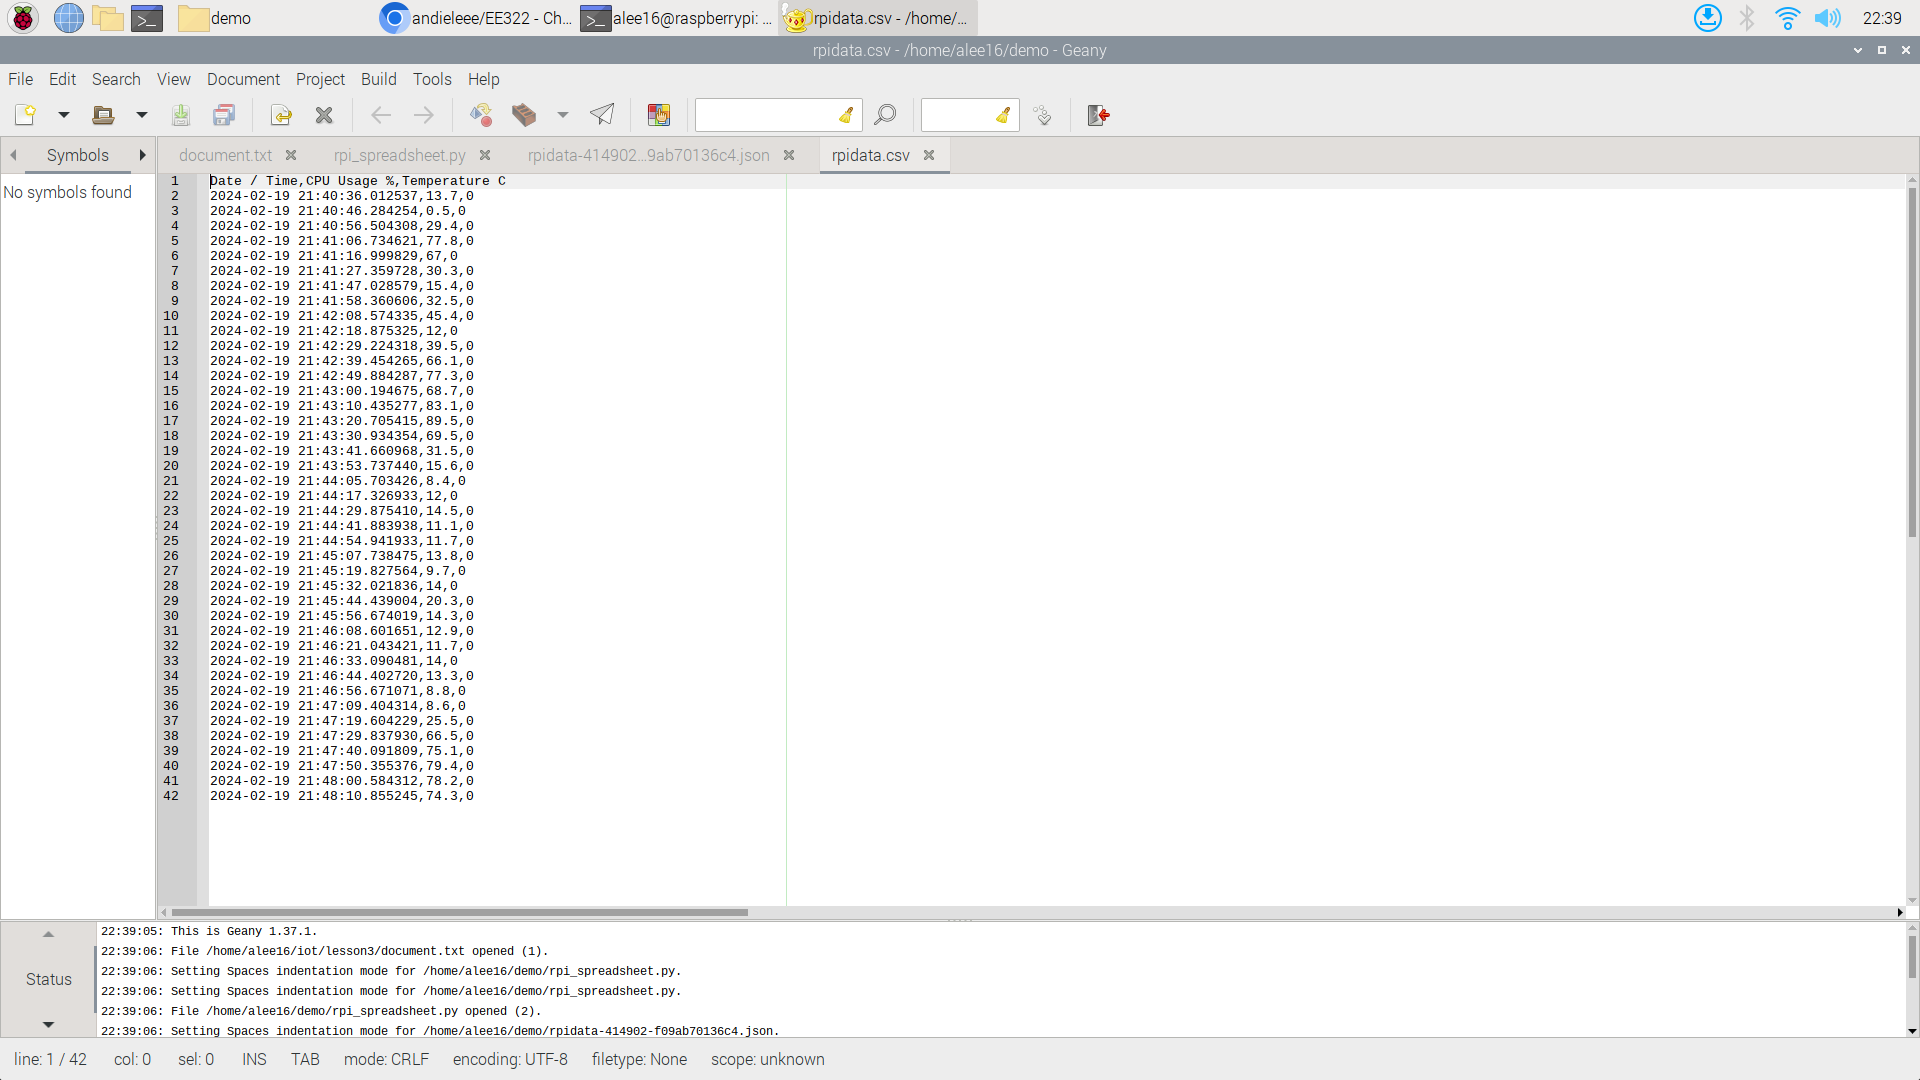 demo
andieleee/EE322 - Ch...
alee16@raspberrypi: ...
rpidata.csv - /home/...
22:39
rpidata.csv - /home/alee16/demo - Geany
File Edit Search View Document Project Build Tools Help
Symbols
document.txt
rpi_spreadsheet.py
rpidata-414902...9ab70136c4.json
rpidata.csv
No symbols found
1 Date / Time,CPU Usage %,Temperature C
2 2024-02-19 21:40:36.012537,13.7,0
3 2024-02-19 21:40:46.284254,0.5,0
4 2024-02-19 21:40:56.504308,29.4,0
5 2024-02-19 21:41:06.734621,77.8,0
6 2024-02-19 21:41:16.999829,67,0
7 2024-02-19 21:41:27.359728,30.3,0
8 2024-02-19 21:41:47.028579,15.4,0
9 2024-02-19 21:41:58.360606,32.5,0
10 2024-02-19 21:42:08.574335,45.4,0
11 2024-02-19 21:42:18.875325,12,0
12 2024-02-19 21:42:29.224318,39.5,0
13 2024-02-19 21:42:39.454265,66.1,0
14 2024-02-19 21:42:49.884287,77.3,0
15 2024-02-19 21:43:00.194675,68.7,0
16 2024-02-19 21:43:10.435277,83.1,0
17 2024-02-19 21:43:20.705415,89.5,0
18 2024-02-19 21:43:30.934354,69.5,0
19 2024-02-19 21:43:41.660968,31.5,0
20 2024-02-19 21:43:53.737440,15.6,0
21 2024-02-19 21:44:05.703426,8.4,0
22 2024-02-19 21:44:17.326933,12,0
23 2024-02-19 21:44:29.875410,14.5,0
24 2024-02-19 21:44:41.883938,11.1,0
25 2024-02-19 21:44:54.941933,11.7,0
26 2024-02-19 21:45:07.738475,13.8,0
27 2024-02-19 21:45:19.827564,9.7,0
28 2024-02-19 21:45:32.021836,14,0
29 2024-02-19 21:45:44.439004,20.3,0
30 2024-02-19 21:45:56.674019,14.3,0
31 2024-02-19 21:46:08.601651,12.9,0
32 2024-02-19 21:46:21.043421,11.7,0
33 2024-02-19 21:46:33.090481,14,0
34 2024-02-19 21:46:44.402720,13.3,0
35 2024-02-19 21:46:56.671071,8.8,0
36 2024-02-19 21:47:09.404314,8.6,0
37 2024-02-19 21:47:19.604229,25.5,0
38 2024-02-19 21:47:29.837930,66.5,0
39 2024-02-19 21:47:40.091809,75.1,0
40 2024-02-19 21:47:50.355376,79.4,0
41 2024-02-19 21:48:00.584312,78.2,0
42 2024-02-19 21:48:10.855245,74.3,0
Status
22:39:05: This is Geany 1.37.1.
22:39:06: File /home/alee16/iot/lesson3/document.txt opened (1).
22:39:06: Setting Spaces indentation mode for /home/alee16/demo/rpi_spreadsheet.py.
22:39:06: Setting Spaces indentation mode for /home/alee16/demo/rpi_spreadsheet.py.
22:39:06: File /home/alee16/demo/rpi_spreadsheet.py opened (2).
22:39:06: Setting Spaces indentation mode for /home/alee16/demo/rpidata-414902-f09ab70136c4.json.
line: 1 / 42 col: 0 sel: 0 INS TAB mode: CRLF encoding: UTF-8 filetype: None scope: unknown